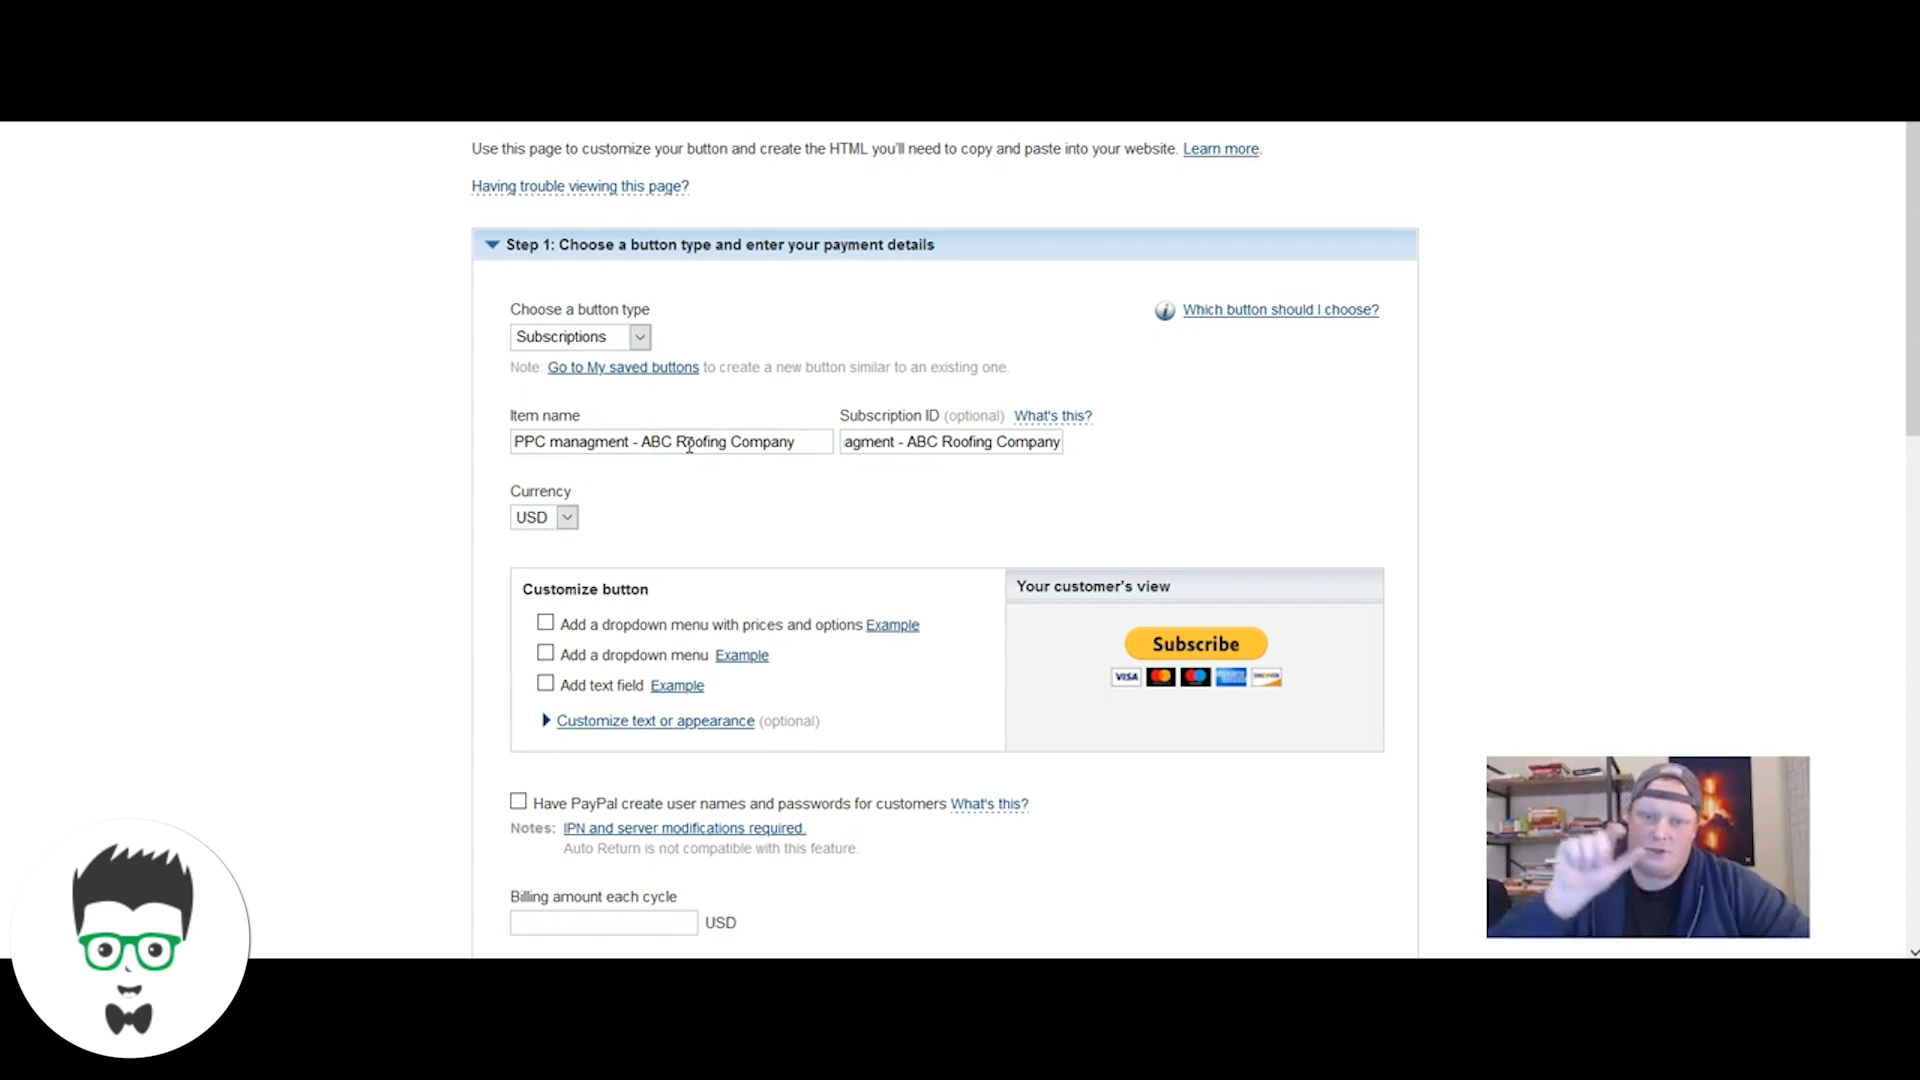 Use this page to customize your button and create the HTML you'll need to copy and paste into your website. Learn more.
Having trouble viewing this page?
Step 1: Choose a button type and enter your payment details
Choose a button type
Which button should I choose?
Subscriptions
Note: Go to My saved buttons to create a new button similar to an existing one.
Item name
Subscription ID (optional) What's this?
PPC managment - ABC Roofing Company
agment - ABC Roofing Company
Currency
USD
Customize button
Your customer's view
Add a dropdown menu with prices and options Example
Subscribe
Add a dropdown menu Example
VISA
DISCOVER
Add text field Example
Customize text or appearance (optional)
Have PayPal create user names and passwords for customers What's this?
Notes: IPN and server modifications required.
Auto Return is not compatible with this feature.
Billing amount each cycle
USD